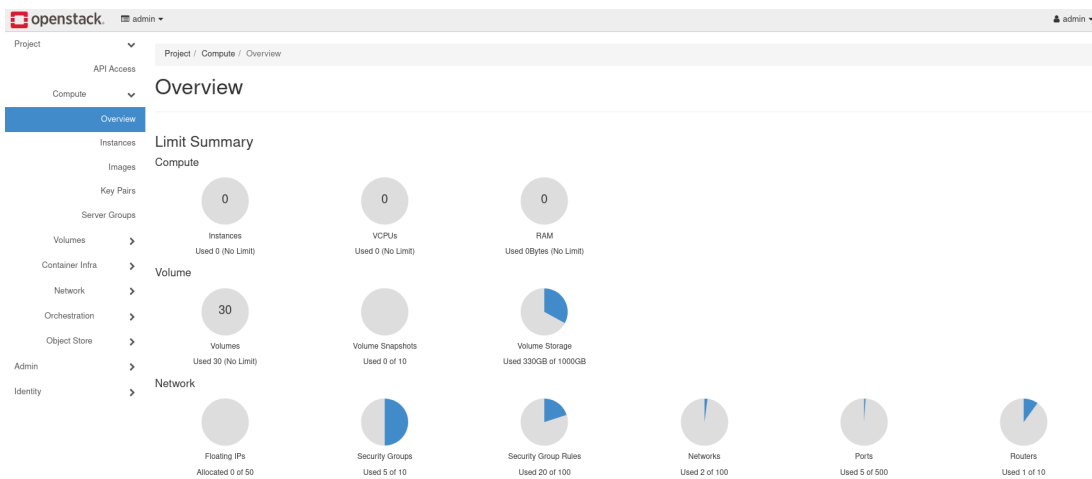 openstack. admin admin
Project
API Access
Compute
Overview
Instances
Images
Key Pairs
Server Groups
Volumes
Container Infra
Network
Orchestration
Object Store
Admin
Identity
Project / Compute / Overview
Overview
Limit Summary
Compute
0 0 0
Instances VCPUs RAM
Used 0 (No Limit) Used 0 (No Limit) Used 0Bytes (No Limit)
Volume
30
Volumes Volume Snapshots Volume Storage
Used 30 (No Limit) Used 0 of 10 Used 330GB of 1000GB
Network
Floating IPs Security Groups Security Group Rules Networks Ports Routers
Allocated 0 of 50 Used 5 of 10 Used 20 of 100 Used 2 of 100 Used 5 of 500 Used 1 of 10